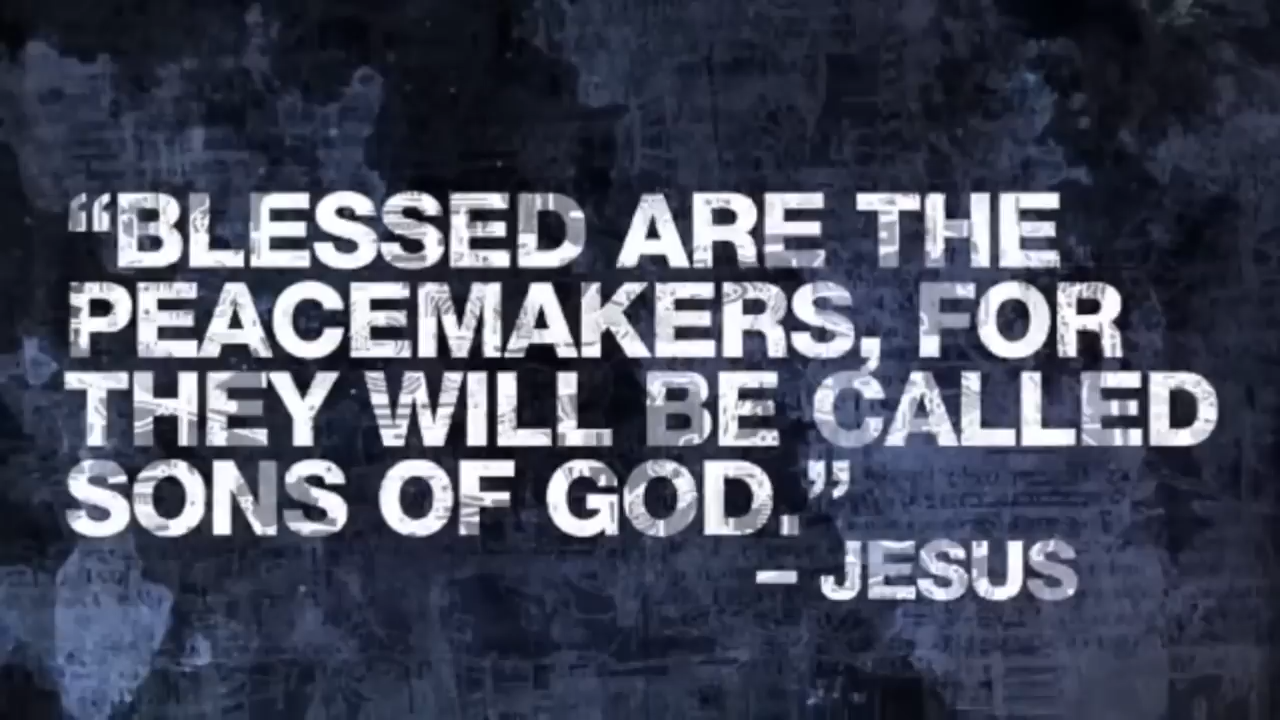 “BLESSED ARE THE
PEACEMAKERS, FOR
THEY WILL BE CALLED
SONS OF GOD.”
– JESUS